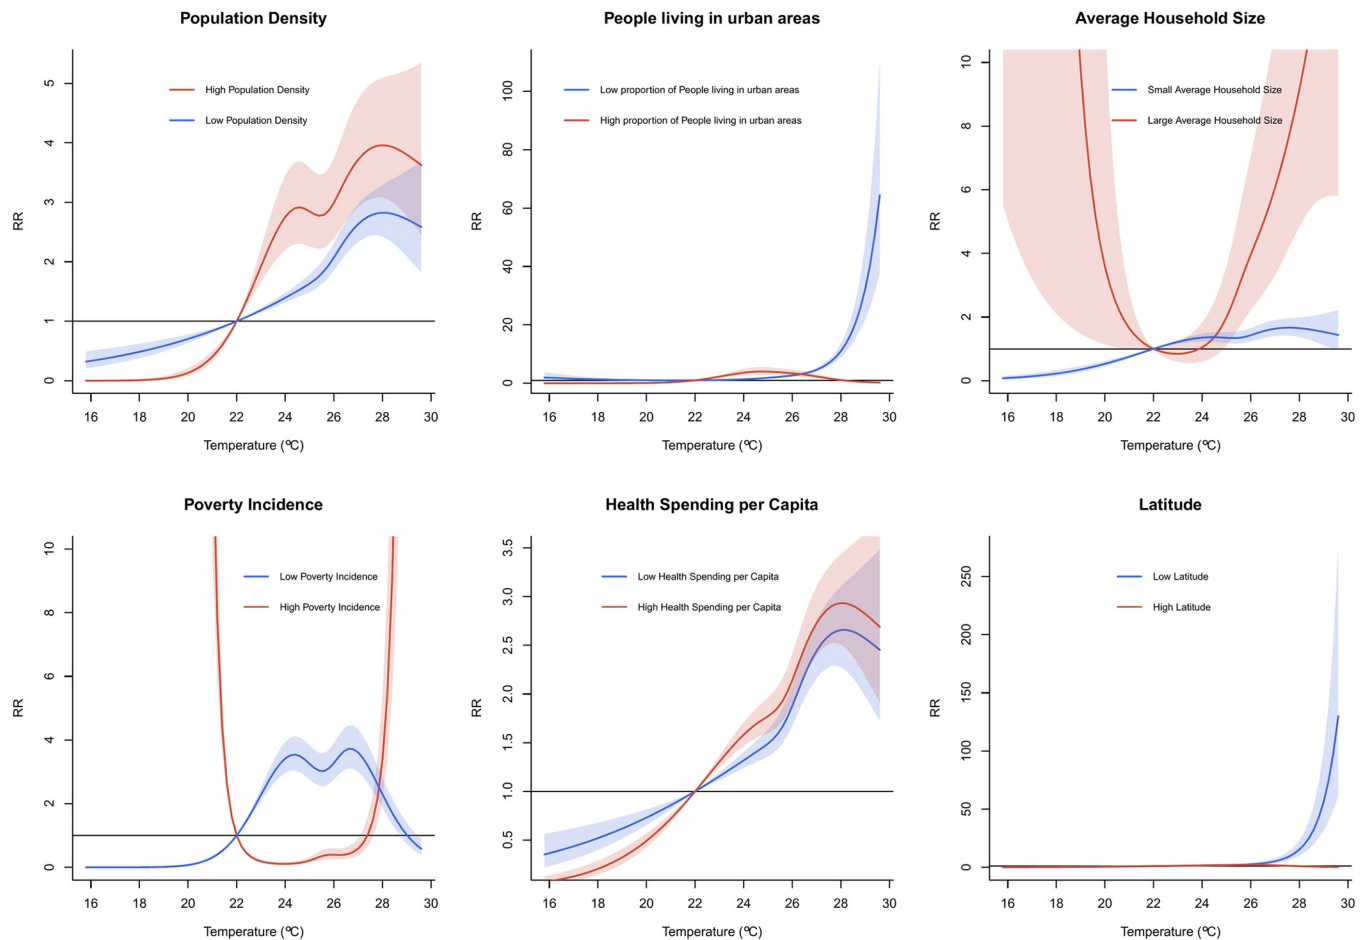 Population Density
High Population Density
Low Population Density
RR
0 1 2 3 4 5
16 18 20 22 24 26 28 30
Temperature (ºC)
People living in urban areas
Low proportion of People living in urban areas
High proportion of People living in urban areas
RR
0 20 40 60 80 100
16 18 20 22 24 26 28 30
Temperature (ºC)
Average Household Size
Small Average Household Size
Large Average Household Size
RR
0 2 4 6 8 10
16 18 20 22 24 26 28 30
Temperature (ºC)
Poverty Incidence
Low Poverty Incidence
High Poverty Incidence
RR
0 2 4 6 8 10
16 18 20 22 24 26 28 30
Temperature (ºC)
Health Spending per Capita
Low Health Spending per Capita
High Health Spending per Capita
RR
0.5 1.0 1.5 2.0 2.5 3.0 3.5
16 18 20 22 24 26 28 30
Temperature (ºC)
Latitude
Low Latitude
High Latitude
RR
0 50 100 150 200 250
16 18 20 22 24 26 28 30
Temperature (ºC)